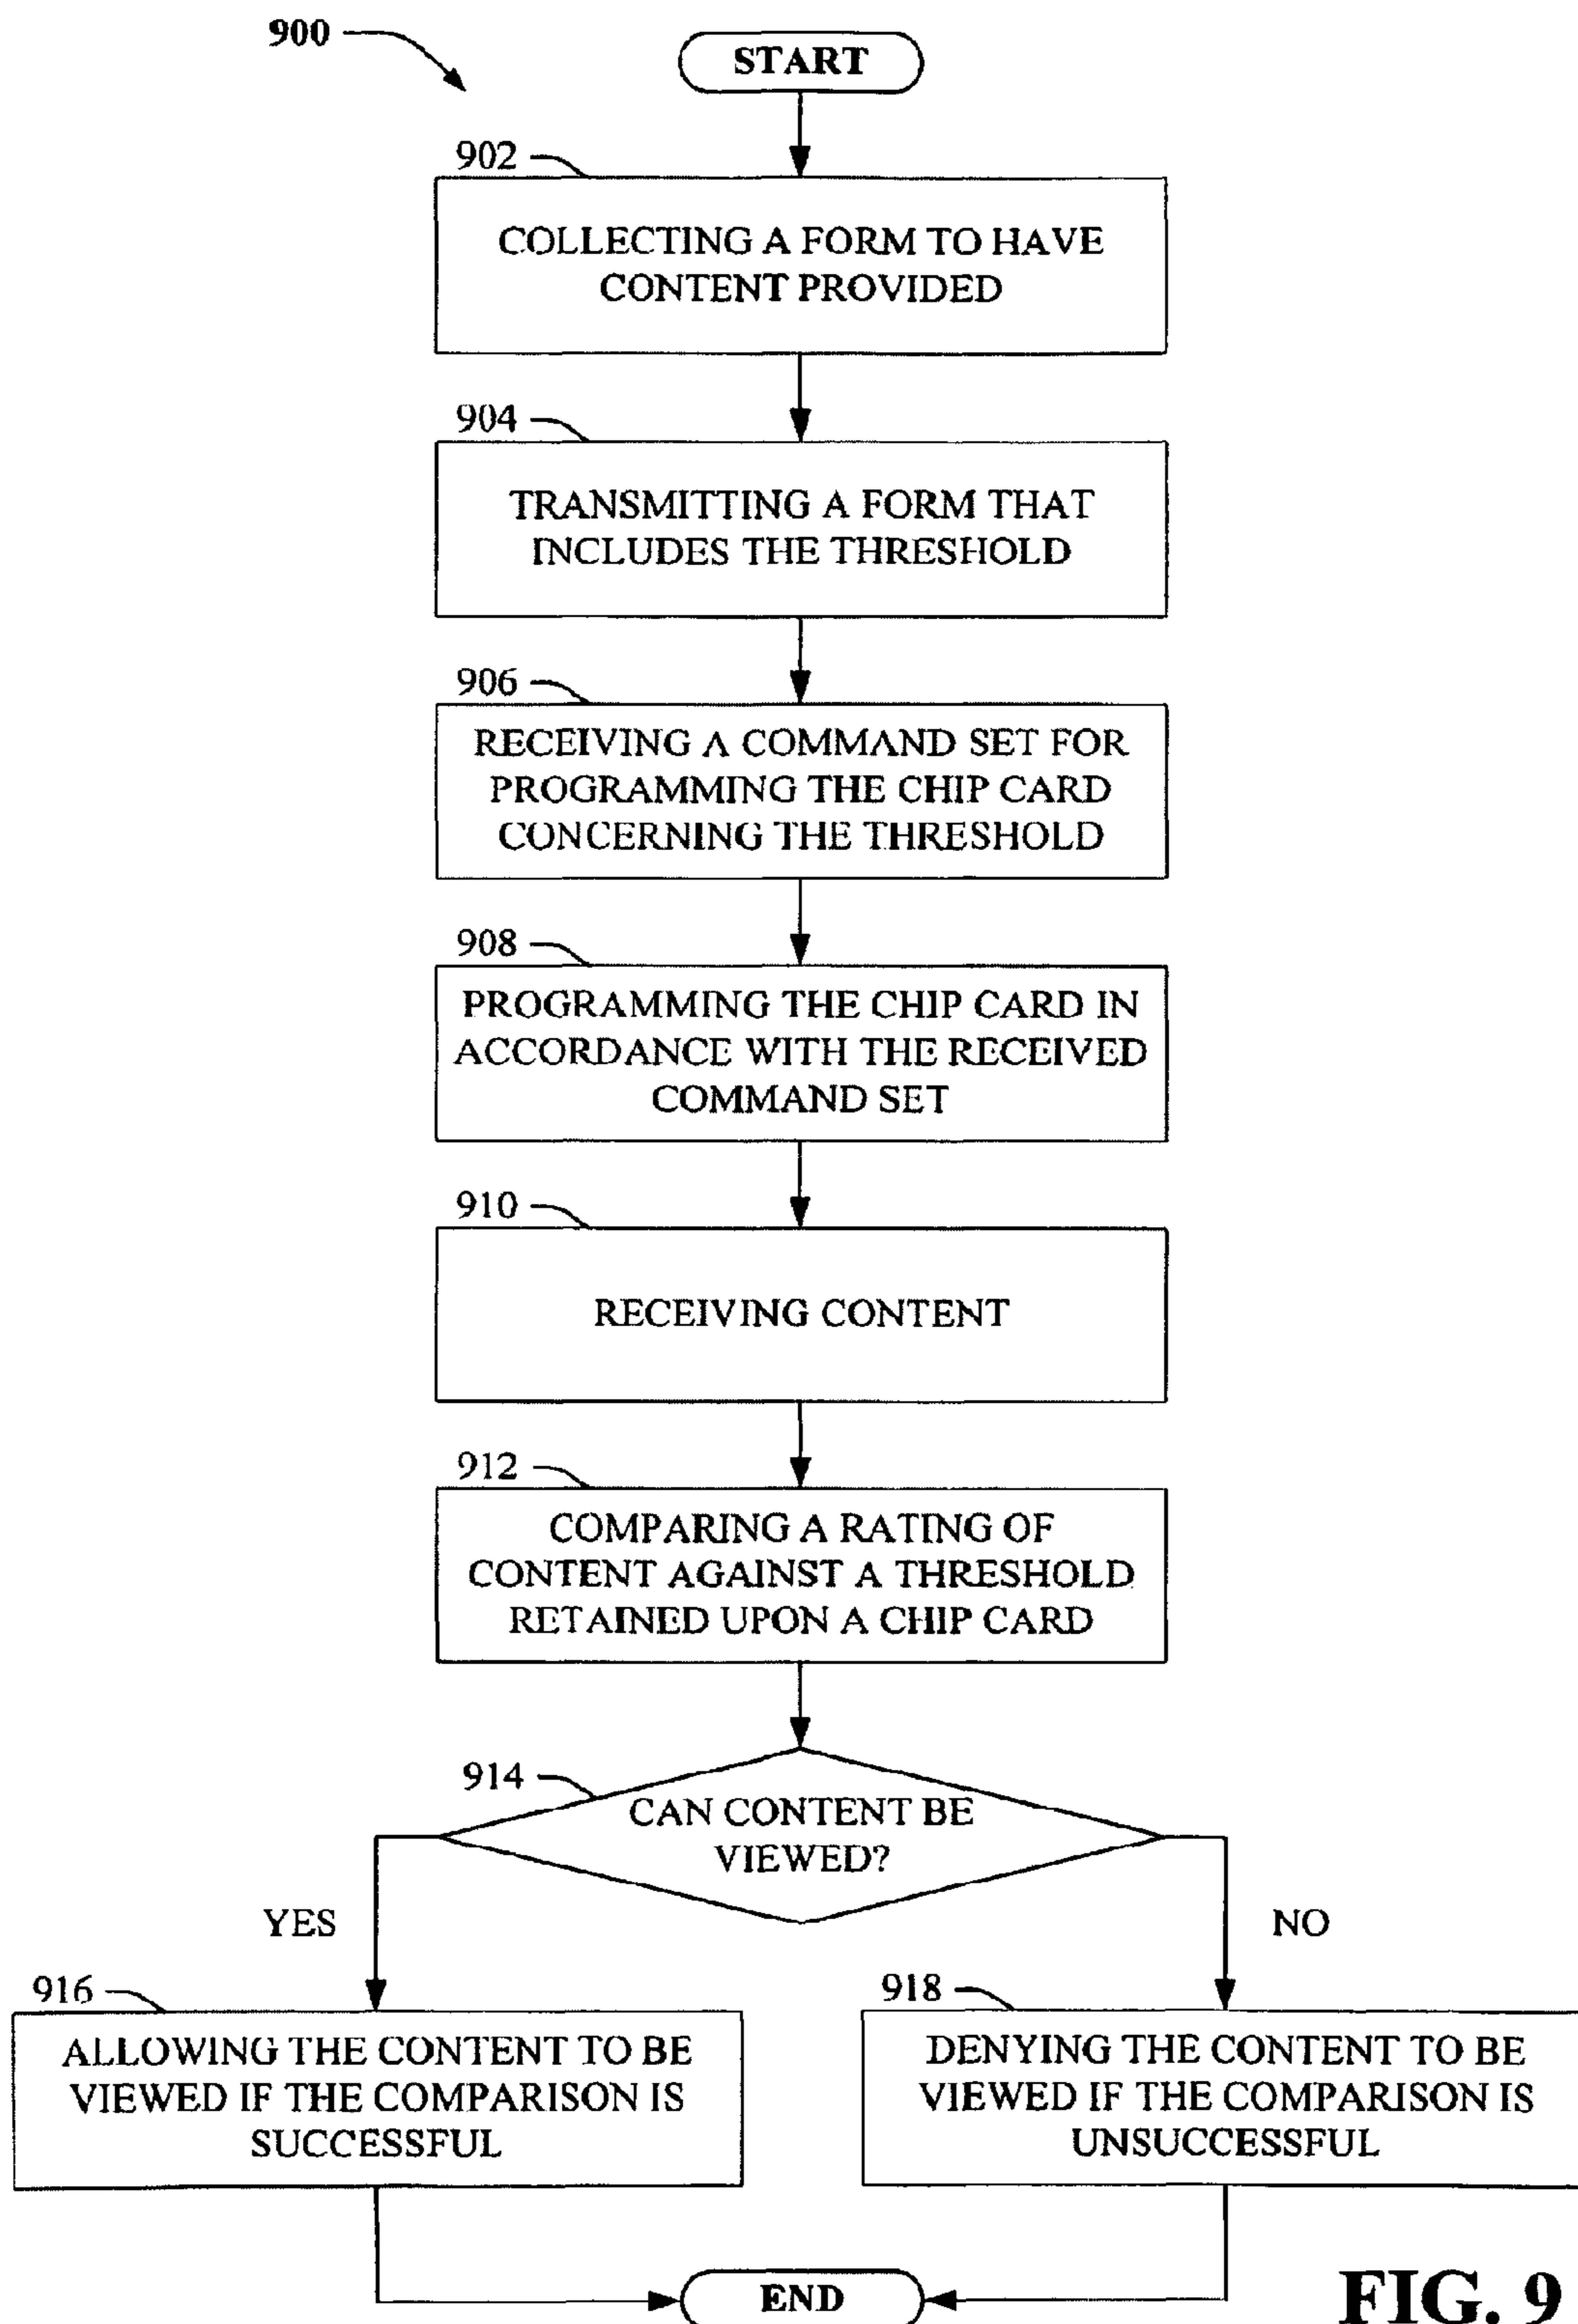 900
START
902
COLLECTING A FORM TO HAVE
CONTENT PROVIDED
904
TRANSMITTING A FORM THAT
INCLUDES THE THRESHOLD
906
RECEIVING A COMMAND SET FOR
PROGRAMMING THE CHIP CARD
CONCERNING THE THRESHOLD
908
PROGRAMMING THE CHIP CARD IN
ACCORDANCE WITH THE RECEIVED
COMMAND SET
910
RECEIVING CONTENT
912
COMPARING A RATING OF
CONTENT AGAINST A THRESHOLD
RETAINED UPON A CHIP CARD
914
CAN CONTENT BE
VIEWED?
YES
NO
916
ALLOWING THE CONTENT TO BE
VIEWED IF THE COMPARISON IS
SUCCESSFUL
918
DENYING THE CONTENT TO BE
VIEWED IF THE COMPARISON IS
UNSUCCESSFUL
END
FIG. 9